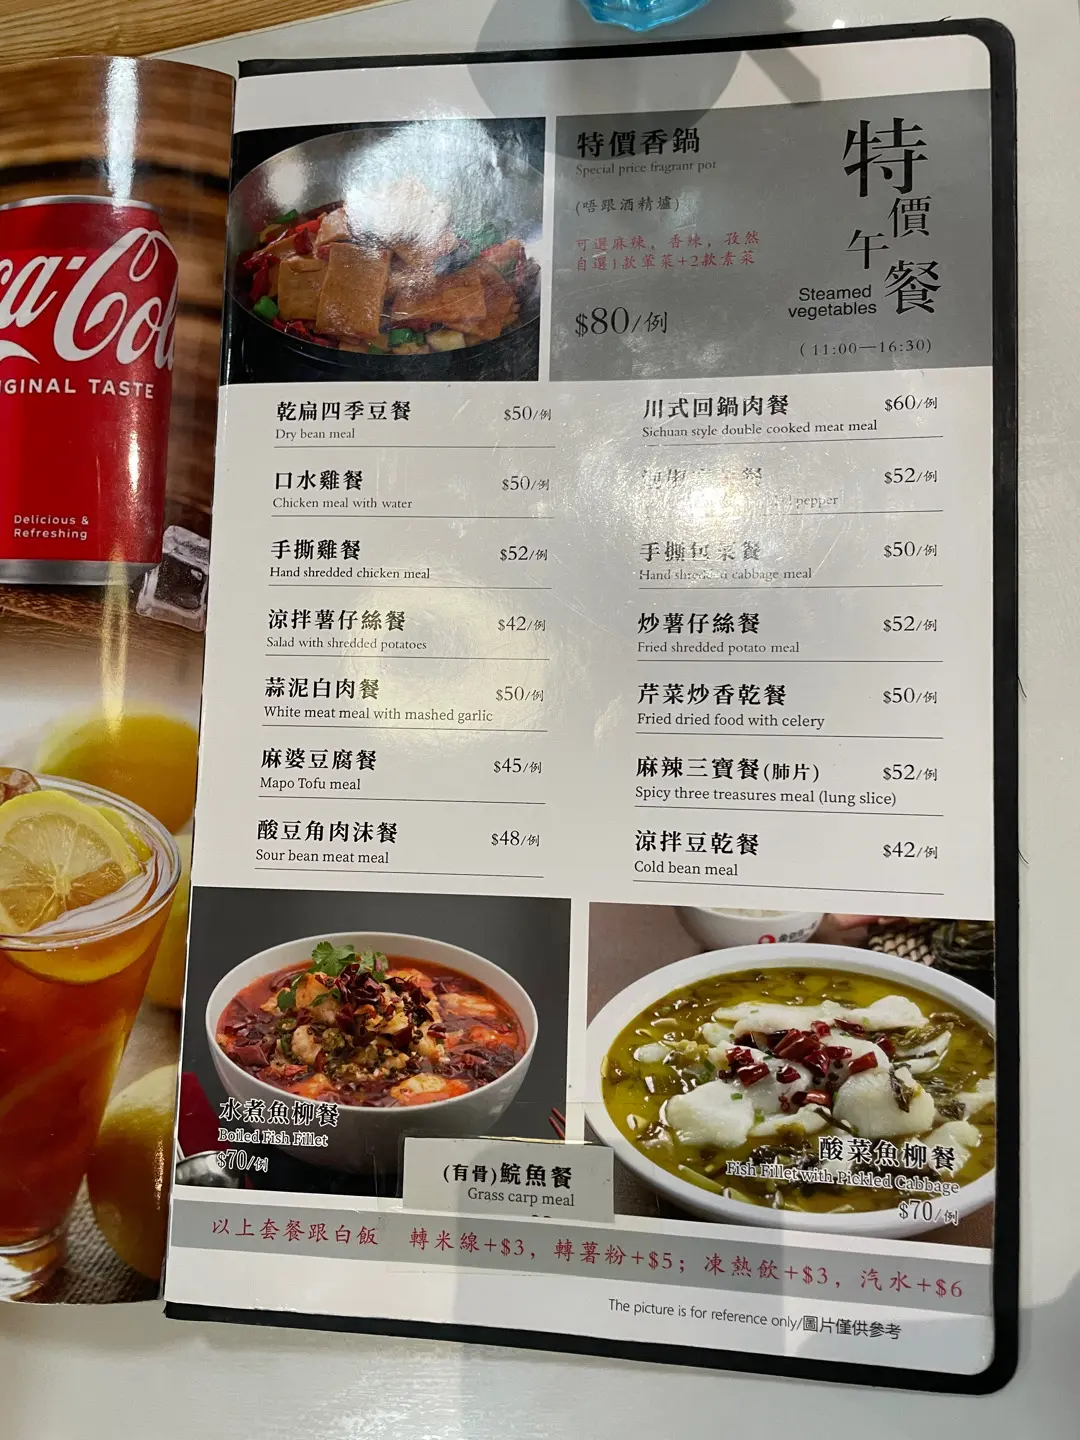 ca-Col
IGINAL TASTE
Delicious &
Refreshing
特價香鍋
Special price fragrant pot
(唔跟酒精爐)
可選麻辣，香辣，孜然
自選1款葷菜+2款素菜
$80/例
特價午餐
Steamed
vegetables
(11:00—16:30)
乾扁四季豆餐 $50/例
Dry bean meal
口水雞餐 $50/例
Chicken meal with water
手撕雞餐 $52/例
Hand shredded chicken meal
涼拌薯仔絲餐 $42/例
Salad with shredded potatoes
蒜泥白肉餐 $50/例
White meat meal with mashed garlic
麻婆豆腐餐 $45/例
Mapo Tofu meal
酸豆角肉沫餐 $48/例
Sour bean meat meal
川式回鍋肉餐 $60/例
Sichuan style double cooked meat meal
餐 $52/例
pepper
手撕包菜餐 $50/例
Hand shredded cabbage meal
炒薯仔絲餐 $52/例
Fried shredded potato meal
芹菜炒香乾餐 $50/例
Fried dried food with celery
麻辣三寶餐(肺片) $52/例
Spicy three treasures meal (lung slice)
涼拌豆乾餐 $42/例
Cold bean meal
水煮魚柳餐
Boiled Fish Fillet
$70/例
(有骨)鯇魚餐
Grass carp meal
酸菜魚柳餐
Fish Fillet with Pickled Cabbage
$70/例
以上套餐跟白飯 轉米線+$3，轉薯粉+$5；凍熱飲+$3，汽水+$6
The picture is for reference only/圖片僅供參考